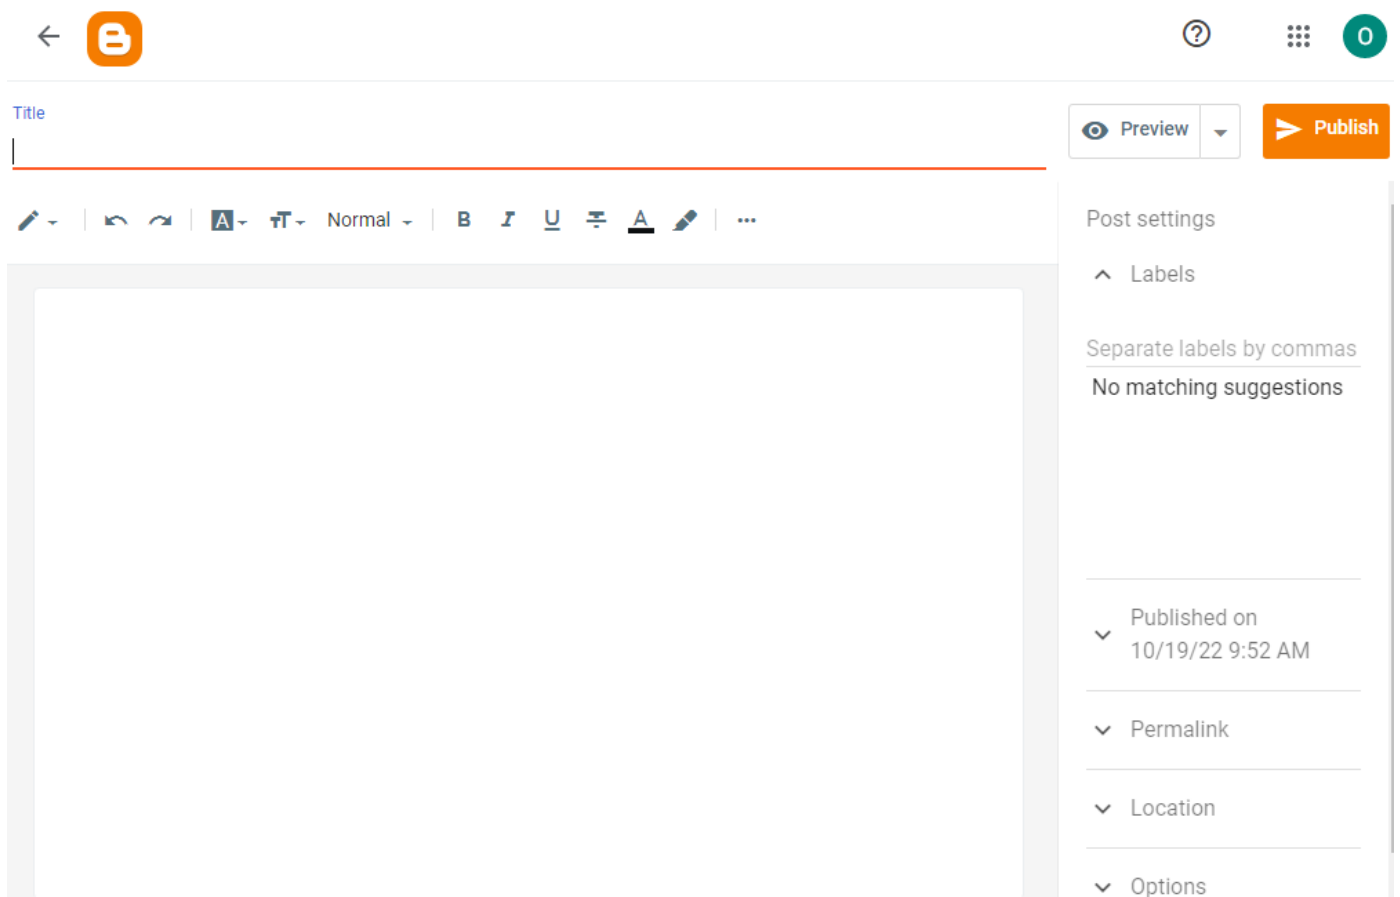 O
Title
Preview
Publish
Normal
B
I
U
A
Post settings
Labels
Separate labels by commas
No matching suggestions
Published on
10/19/22 9:52 AM
Permalink
Location
Options